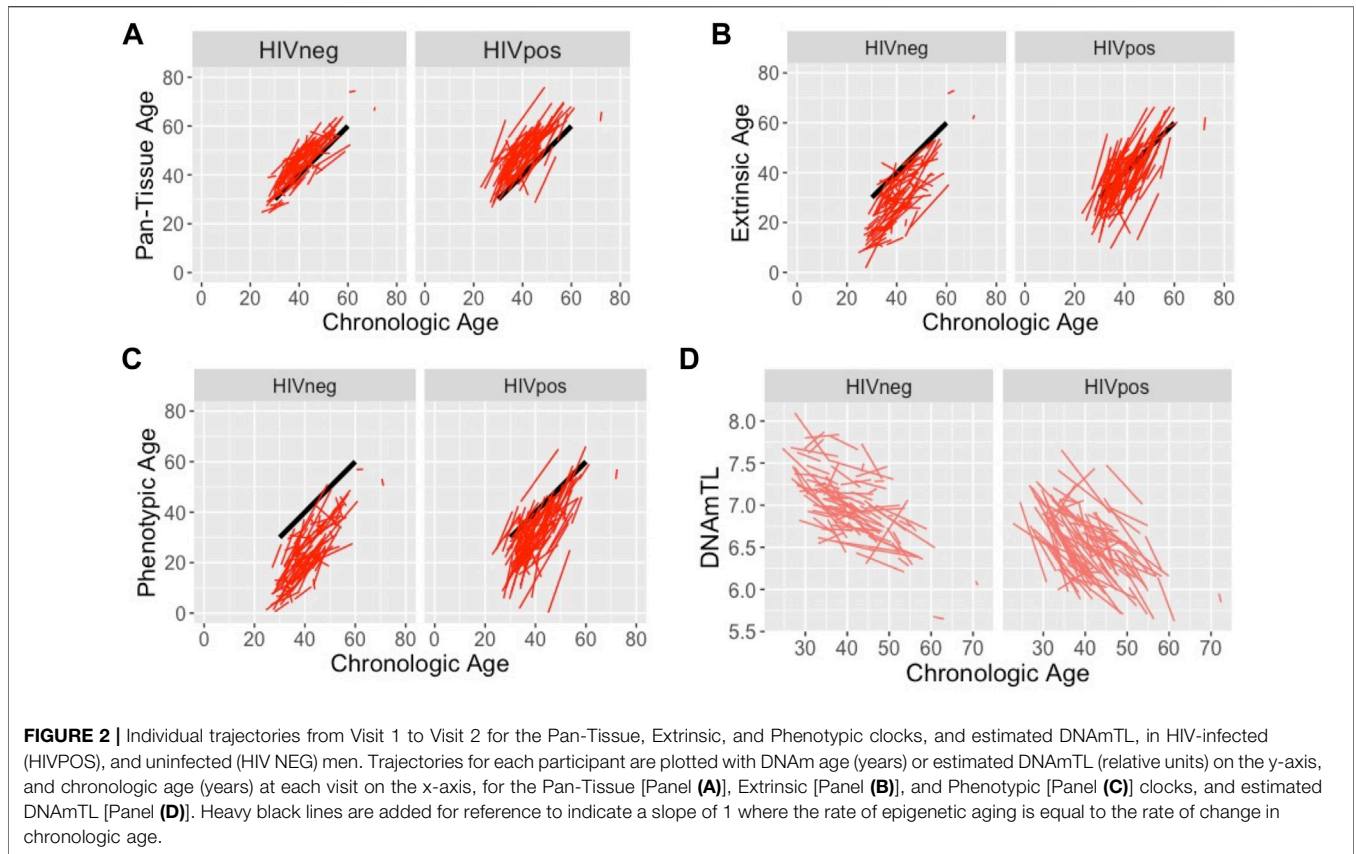 A
HIVneg HIVpos
80
60
40
20
0
Pan-Tissue Age
0 20 40 60 80 0 20 40 60 80
Chronologic Age
B
HIVneg HIVpos
80
60
40
20
0
Extrinsic Age
0 20 40 60 80 0 20 40 60 80
Chronologic Age
C
HIVneg HIVpos
80
60
40
20
0
Phenotypic Age
0 20 40 60 80 0 20 40 60 80
Chronologic Age
D
HIVneg HIVpos
8.0
7.5
7.0
6.5
6.0
5.5
DNAmTL
30 40 50 60 70 30 40 50 60 70
Chronologic Age
FIGURE 2 | Individual trajectories from Visit 1 to Visit 2 for the Pan-Tissue, Extrinsic, and Phenotypic clocks, and estimated DNAmTL, in HIV-infected
(HIVPOS), and uninfected (HIV NEG) men. Trajectories for each participant are plotted with DNAm age (years) or estimated DNAmTL (relative units) on the y-axis,
and chronologic age (years) at each visit on the x-axis, for the Pan-Tissue [Panel (A)], Extrinsic [Panel (B)], and Phenotypic [Panel (C)] clocks, and estimated
DNAmTL [Panel (D)]. Heavy black lines are added for reference to indicate a slope of 1 where the rate of epigenetic aging is equal to the rate of change in
chronologic age.